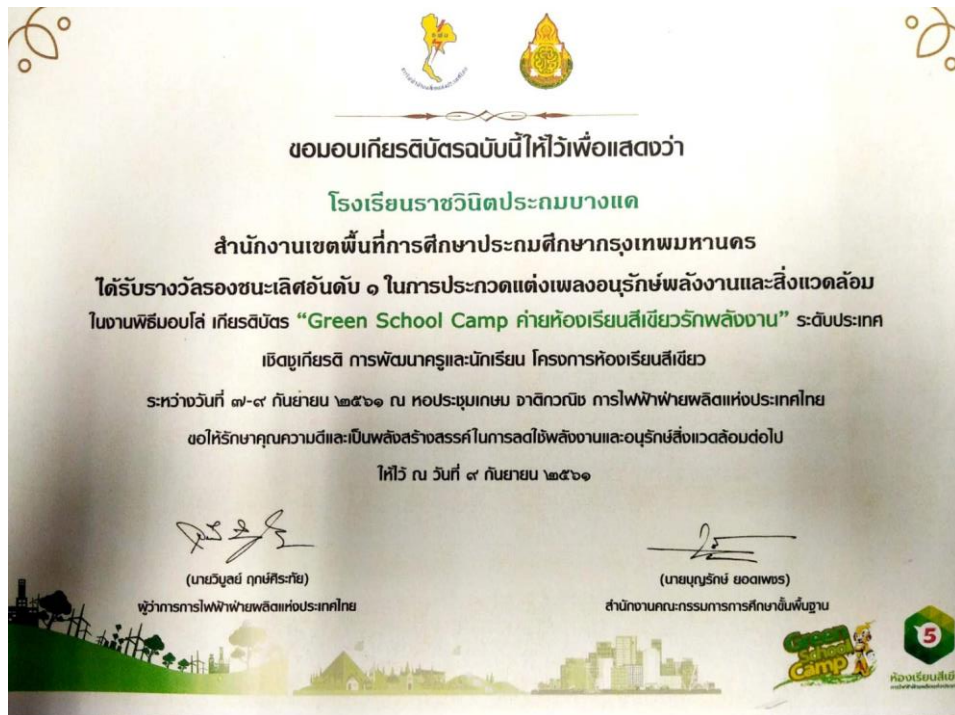 ขอมอบเกียรติบัตรฉบับนี้ให้ไว้เพื่อแสดงว่า
โรงเรียนราชวินิตประถมบางแค
สำนักงานเขตพื้นที่การศึกษาประถมศึกษากรุงเทพมหานคร
ได้รับรางวัลรองชนะเลิศอันดับ ๑ ในการประกวดแต่งเพลงอนุรักษ์พลังงานและสิ่งแวดล้อม
ในงานพิธีมอบโล่ เกียรติบัตร “Green School Camp ค่ายห้องเรียนสีเขียวรักพลังงาน” ระดับประเทศ
เชิดชูเกียรติ การพัฒนาครูและนักเรียน โครงการห้องเรียนสีเขียว
ระหว่างวันที่ ๗-๙ กันยายน ๒๕๖๑ ณ หอประชุมเกษม จาติกวณิช การไฟฟ้าฝ่ายผลิตแห่งประเทศไทย
ขอให้รักษาคุณความดีและเป็นพลังสร้างสรรค์ในการลดใช้พลังงานและอนุรักษ์สิ่งแวดล้อมต่อไป
ให้ไว้ ณ วันที่ ๙ กันยายน ๒๕๖๑
(นายวิบูลย์ ฤกษ์ศิระทัย)
ผู้ว่าการการไฟฟ้าฝ่ายผลิตแห่งประเทศไทย
(นายบุญรักษ์ ยอดเพชร)
สำนักงานคณะกรรมการการศึกษาขั้นพื้นฐาน
Green School Camp
5
ห้องเรียนสีเขี